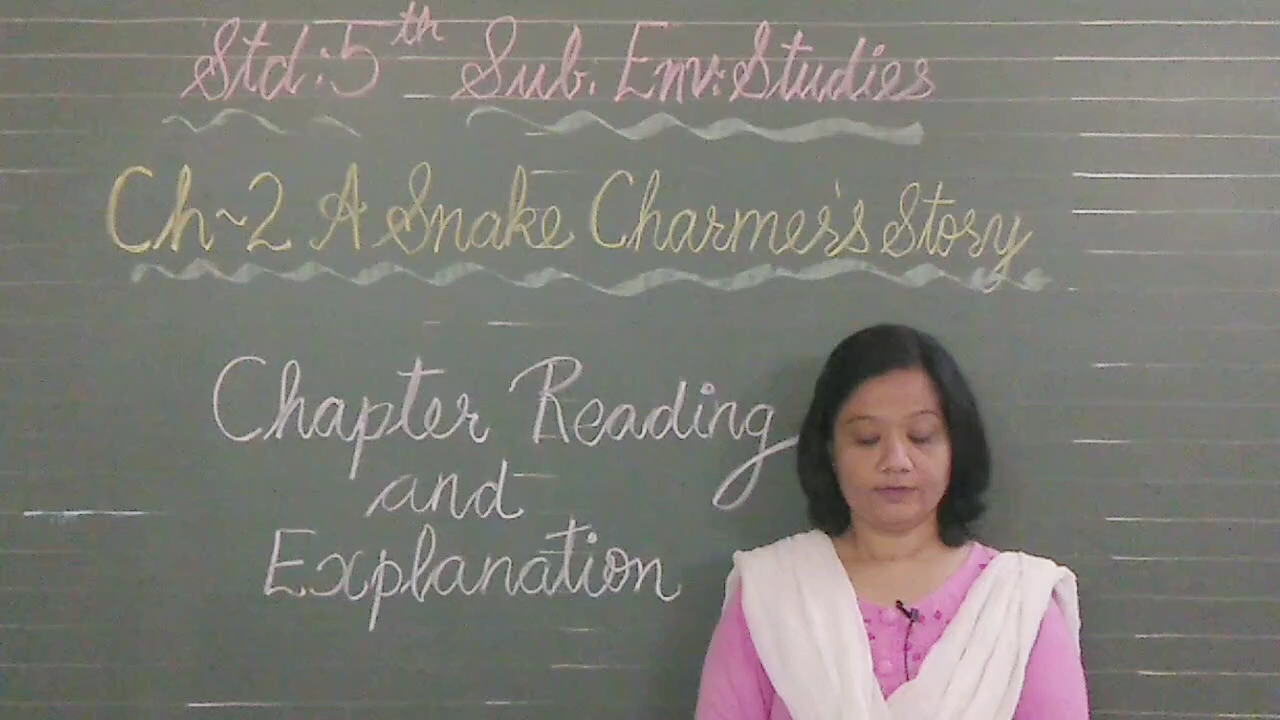 Std: 5th Sub. Env: Studies
Ch~2 A Snake Charmer's Story
Chapter Reading
and
Explanation